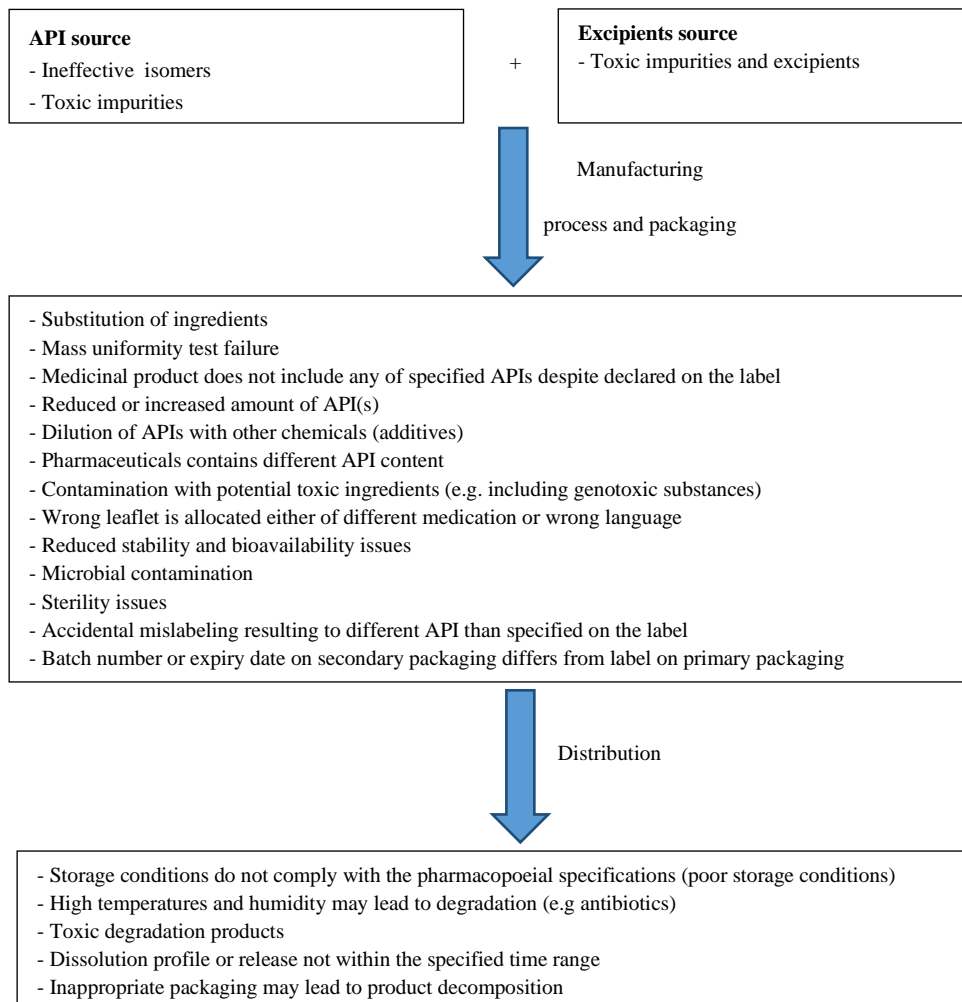 API source
- Ineffective isomers
- Toxic impurities
+
Excipients source
- Toxic impurities and excipients
Manufacturing
process and packaging
- Substitution of ingredients
- Mass uniformity test failure
- Medicinal product does not include any of specified APIs despite declared on the label
- Reduced or increased amount of API(s)
- Dilution of APIs with other chemicals (additives)
- Pharmaceuticals contains different API content
- Contamination with potential toxic ingredients (e.g. including genotoxic substances)
- Wrong leaflet is allocated either of different medication or wrong language
- Reduced stability and bioavailability issues
- Microbial contamination
- Sterility issues
- Accidental mislabeling resulting to different API than specified on the label
- Batch number or expiry date on secondary packaging differs from label on primary packaging
Distribution
- Storage conditions do not comply with the pharmacopoeial specifications (poor storage conditions)
- High temperatures and humidity may lead to degradation (e.g antibiotics)
- Toxic degradation products
- Dissolution profile or release not within the specified time range
- Inappropriate packaging may lead to product decomposition